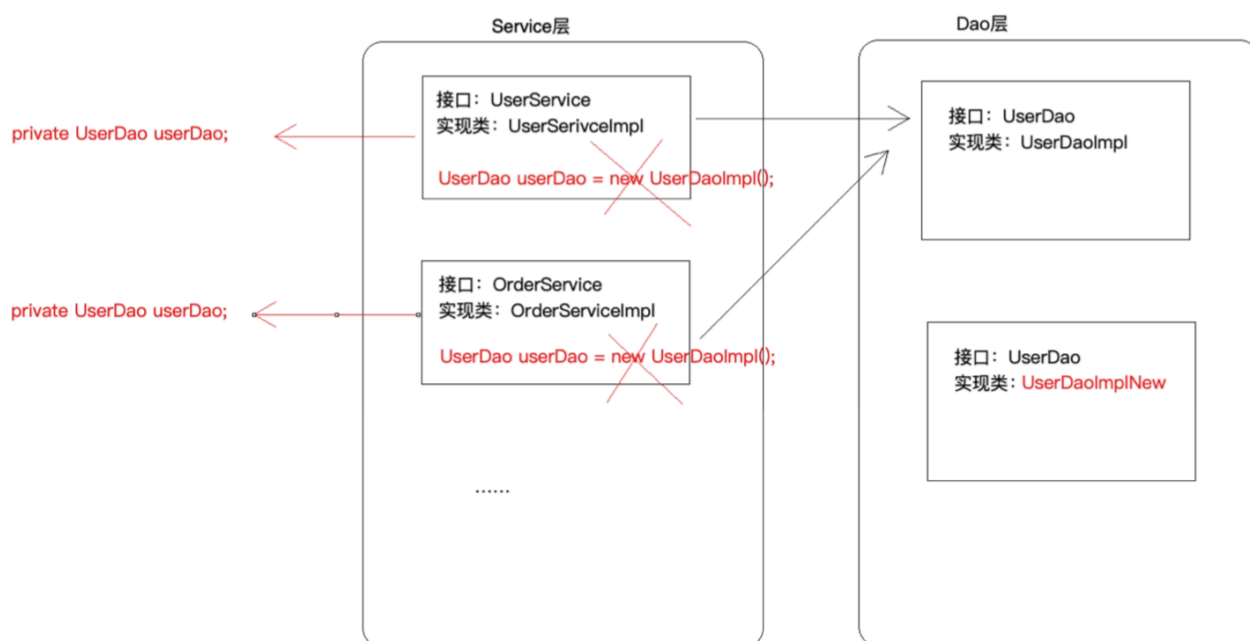 Service层
Dao层
接口：UserService
实现类：UserSerivceImpl
UserDao userDao = new UserDaoImpl();
private UserDao userDao;
接口：UserDao
实现类：UserDaoImpl
接口：OrderService
实现类：OrderServiceImpl
UserDao userDao = new UserDaoImpl();
private UserDao userDao;
接口：UserDao
实现类：UserDaoImplNew
......